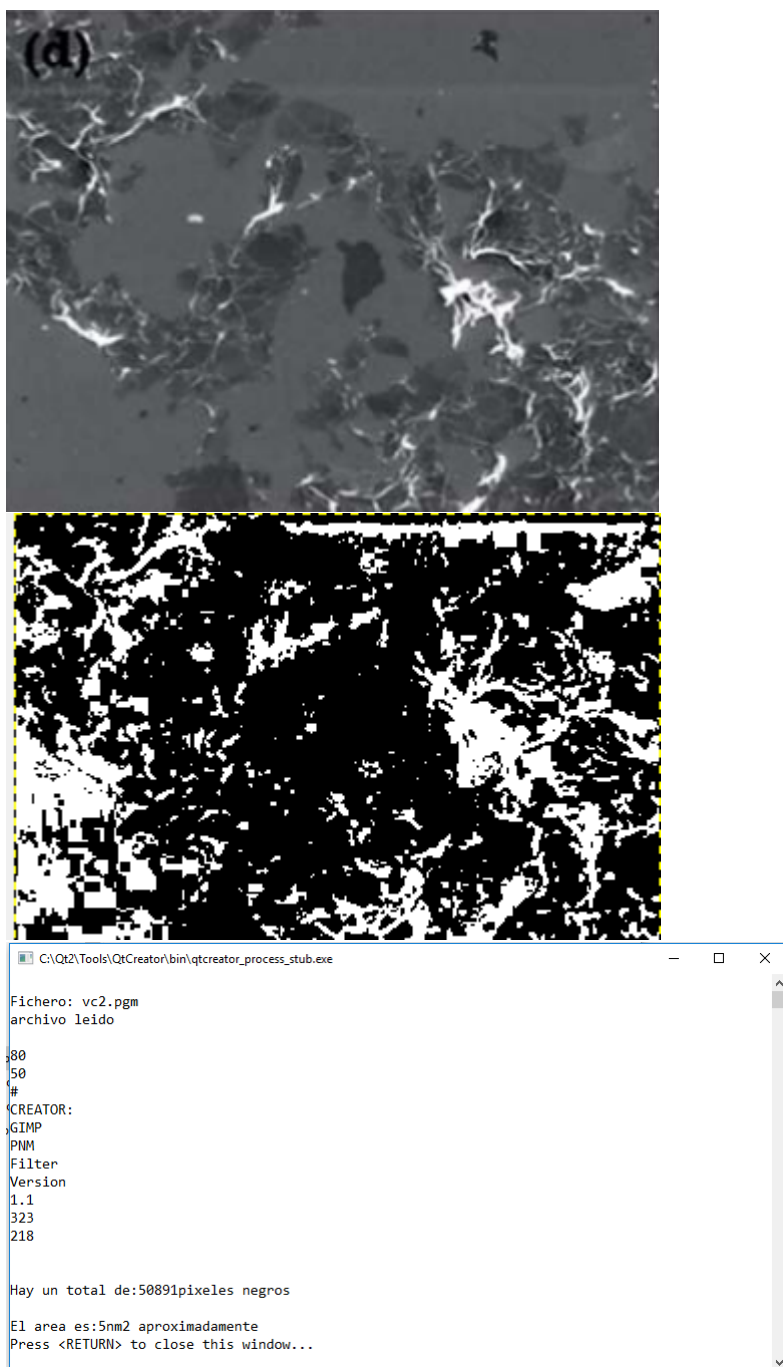 (d)
C:\Qt2\Tools\QtCreator\bin\qtcreator_process_stub.exe
Fichero: vc2.pgm
archivo leido
80
50
#
CREATOR:
GIMP
PNM
Filter
Version
1.1
323
218
Hay un total de:50891pixeles negros
El area es:5nm2 aproximadamente
Press <RETURN> to close this window...